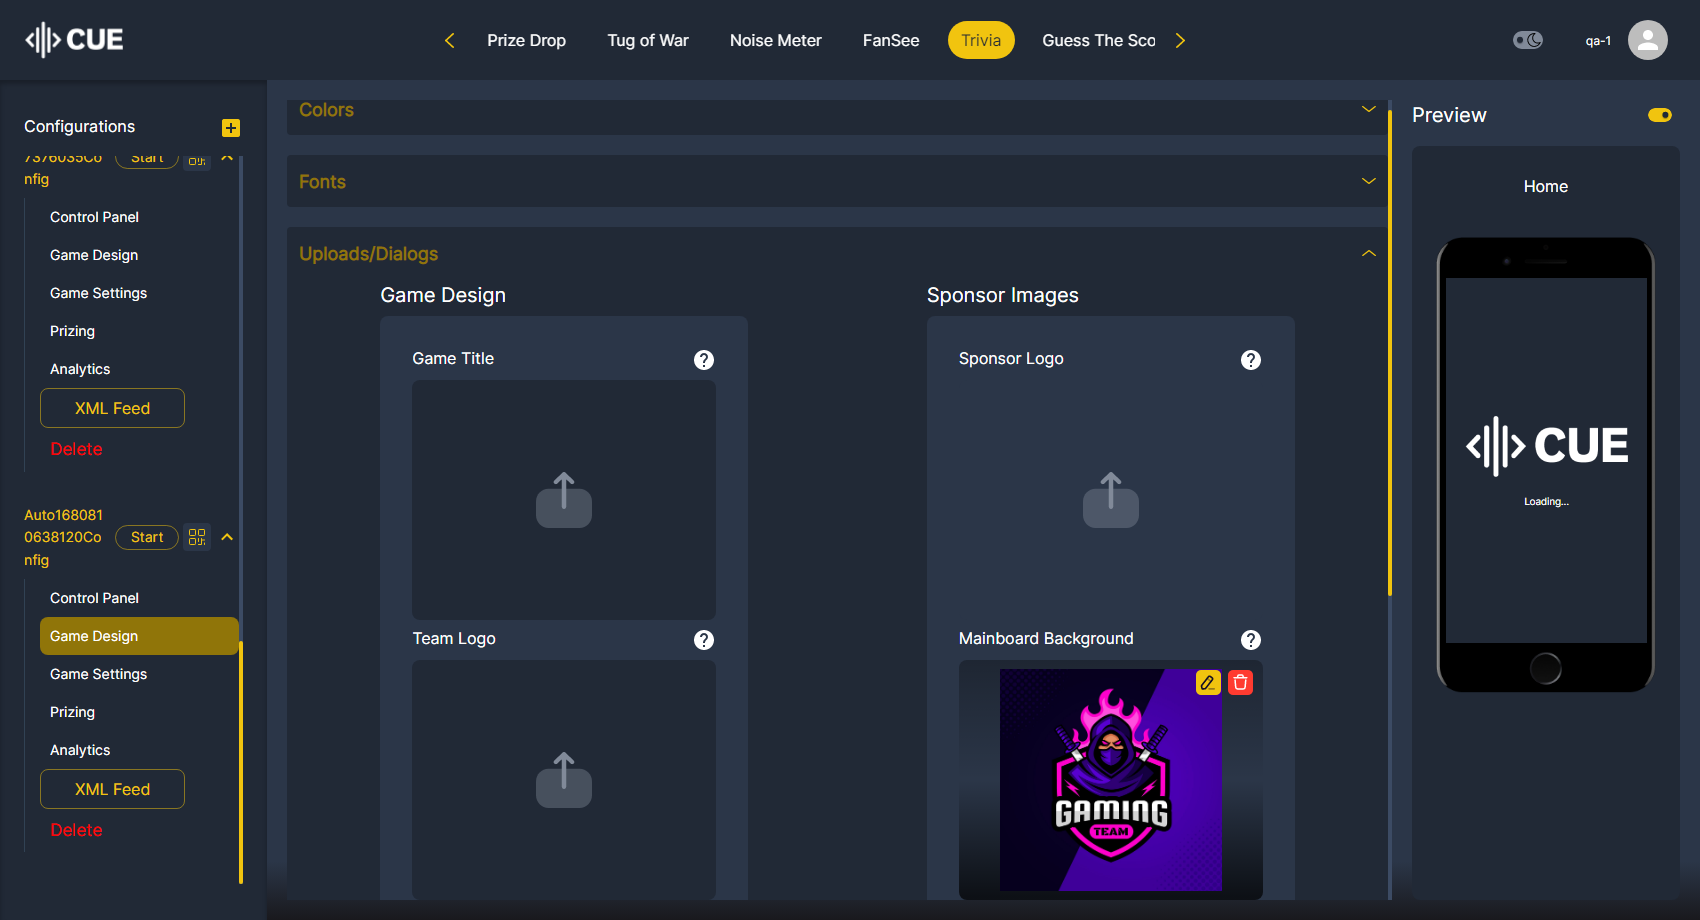 CUE
Prize Drop
Tug of War
Noise Meter
FanSee
Trivia
Guess The Sco
qa-1
Configurations
7376035Co
nfig
Start
Control Panel
Game Design
Game Settings
Prizing
Analytics
XML Feed
Delete
Auto168081
0638120Co
nfig
Start
Control Panel
Game Design
Game Settings
Prizing
Analytics
XML Feed
Delete
Colors
Fonts
Uploads/Dialogs
Game Design
Game Title
?
Team Logo
?
Sponsor Images
Sponsor Logo
?
Mainboard Background
?
GAMING
TEAM
Preview
Home
CUE
Loading...